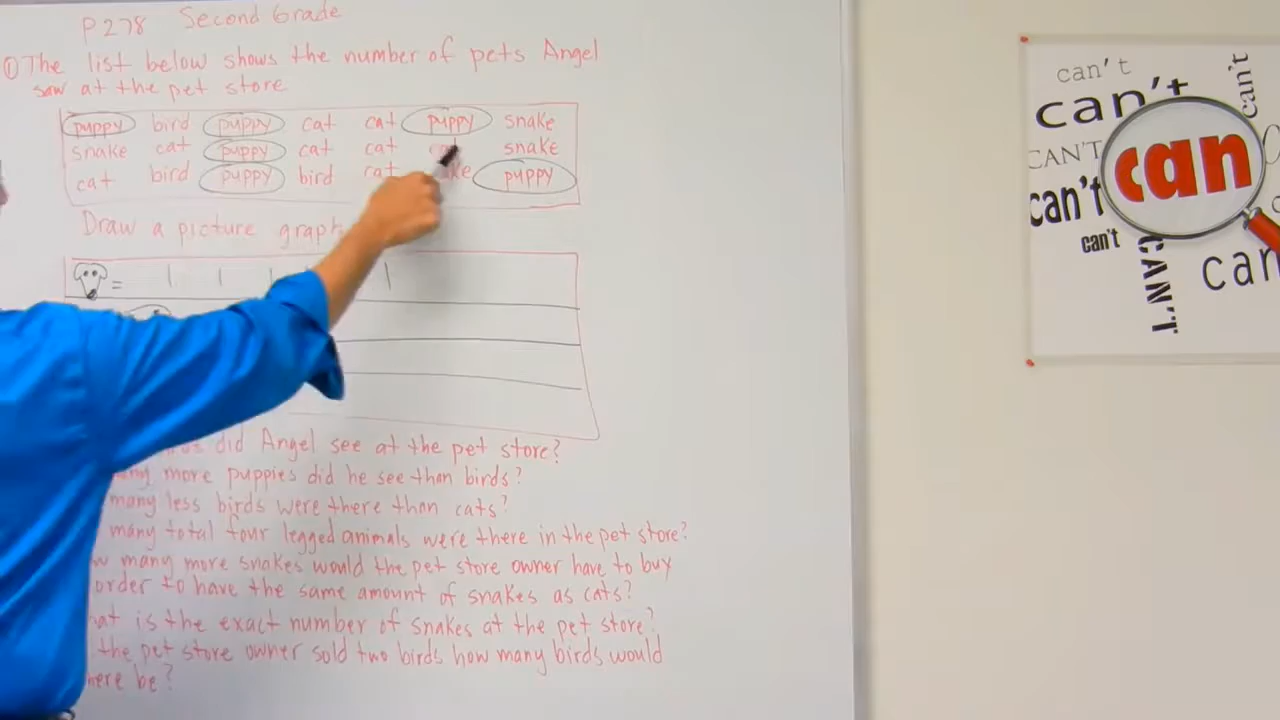 P 278 Second Grade
① The list below shows the number of pets Angel
saw at the pet store
puppy bird puppy cat cat puppy snake
snake cat puppy cat cat snake
cat bird puppy bird puppy
Draw a picture graph
= | | | |
did Angel see at the pet store?
more puppies did he see than birds?
many less birds were there than cats?
many total four legged animals were there in the pet store?
many more snakes would the pet store owner have to buy
order to have the same amount of snakes as cats?
is the exact number of snakes at the pet store?
the pet store owner sold two birds how many birds would
be?
can't
can't
can't
CAN'T
can
can't
can't
CAN'T
can